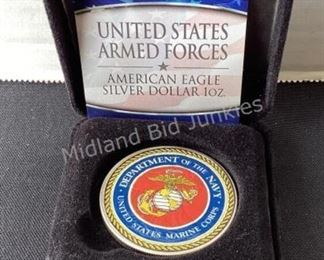 UNITED STATES
ARMED FORCES
AMERICAN EAGLE
SILVER DOLLAR 1OZ.
Midland Bid Junkies
DEPARTMENT OF THE NAVY
UNITED STATES MARINE CORPS